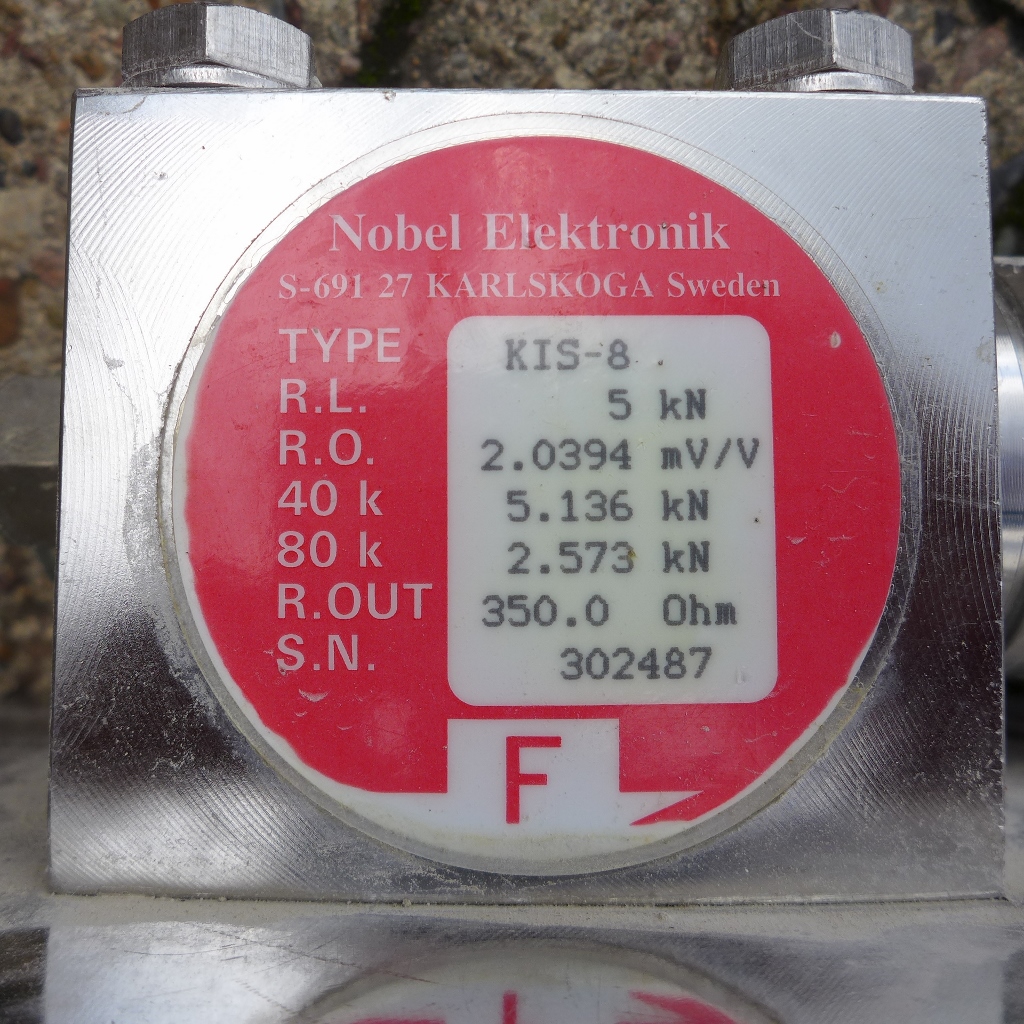 Nobel Elektronik
S-691 27 KARLSKOGA Sweden
TYPE KIS-8
R.L. 5 kN
R.O. 2.0394 mV/V
40 k 5.136 kN
80 k 2.573 kN
R.OUT 350.0 Ohm
S.N. 302487
F